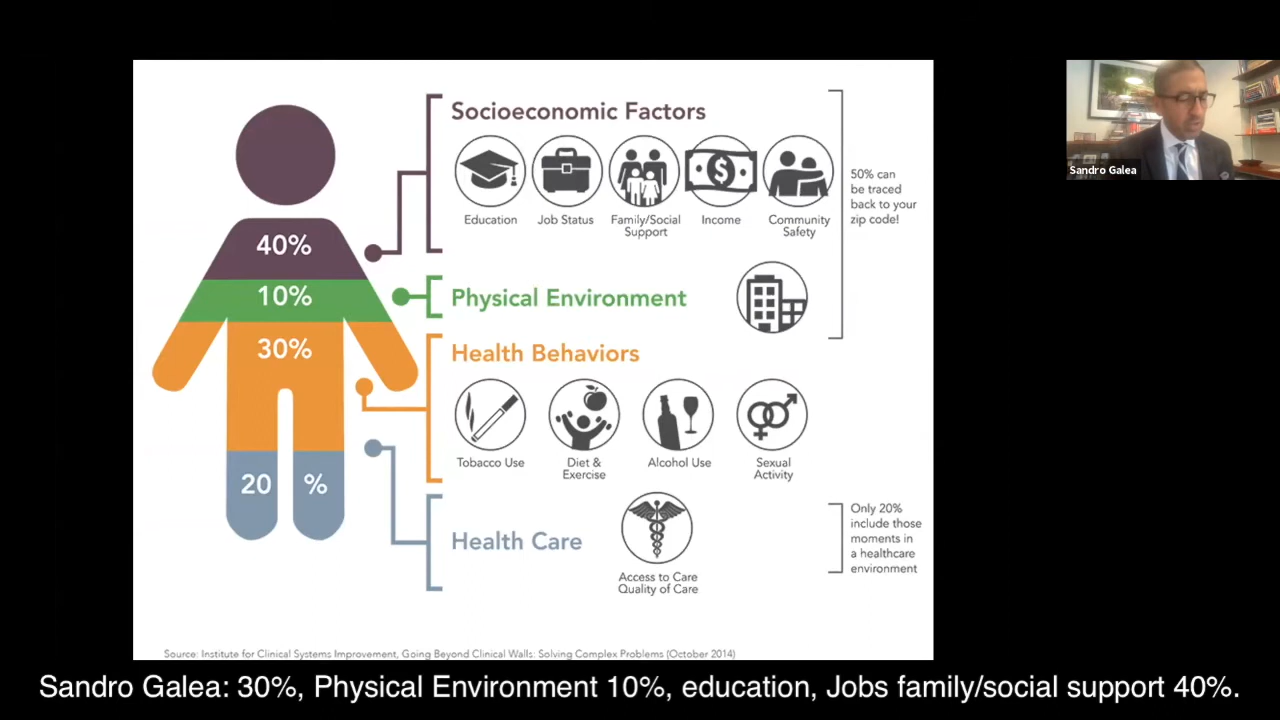 Socioeconomic Factors
Education
Job Status
Family/Social
Support
Income
Community
Safety
50% can
be traced
back to your
zip code!
40%
10%
Physical Environment
30%
Health Behaviors
Tobacco Use
Diet &
Exercise
Alcohol Use
Sexual
Activity
20 %
Health Care
Access to Care
Quality of Care
Only 20%
include those
moments in
a healthcare
environment
Source: Institute for Clinical Systems Improvement, Going Beyond Clinical Walls: Solving Complex Problems (October 2014)
Sandro Galea
Sandro Galea: 30%, Physical Environment 10%, education, Jobs family/social support 40%.